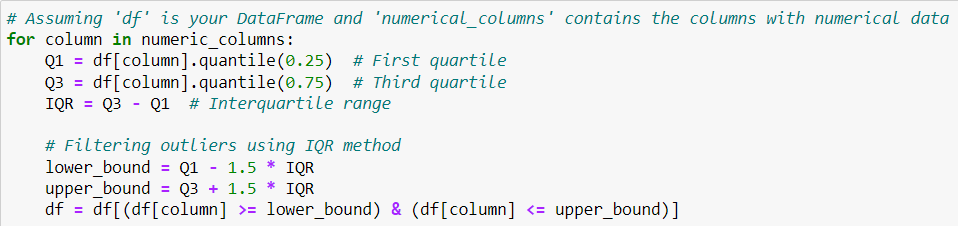 # Assuming 'df' is your DataFrame and 'numerical_columns' contains the columns with numerical data
for column in numeric_columns:
    Q1 = df[column].quantile(0.25)  # First quartile
    Q3 = df[column].quantile(0.75)  # Third quartile
    IQR = Q3 - Q1  # Interquartile range

    # Filtering outliers using IQR method
    lower_bound = Q1 - 1.5 * IQR
    upper_bound = Q3 + 1.5 * IQR
    df = df[(df[column] >= lower_bound) & (df[column] <= upper_bound)]